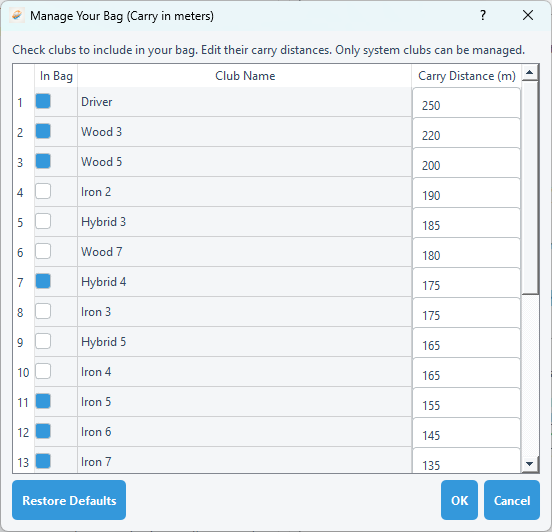 Manage Your Bag (Carry in meters) ?
Check clubs to include in your bag. Edit their carry distances. Only system clubs can be managed.
In Bag Club Name Carry Distance (m)
1 Driver 250
2 Wood 3 220
3 Wood 5 200
4 Iron 2 190
5 Hybrid 3 185
6 Wood 7 180
7 Hybrid 4 175
8 Iron 3 175
9 Hybrid 5 165
10 Iron 4 165
11 Iron 5 155
12 Iron 6 145
13 Iron 7 135
Restore Defaults OK Cancel